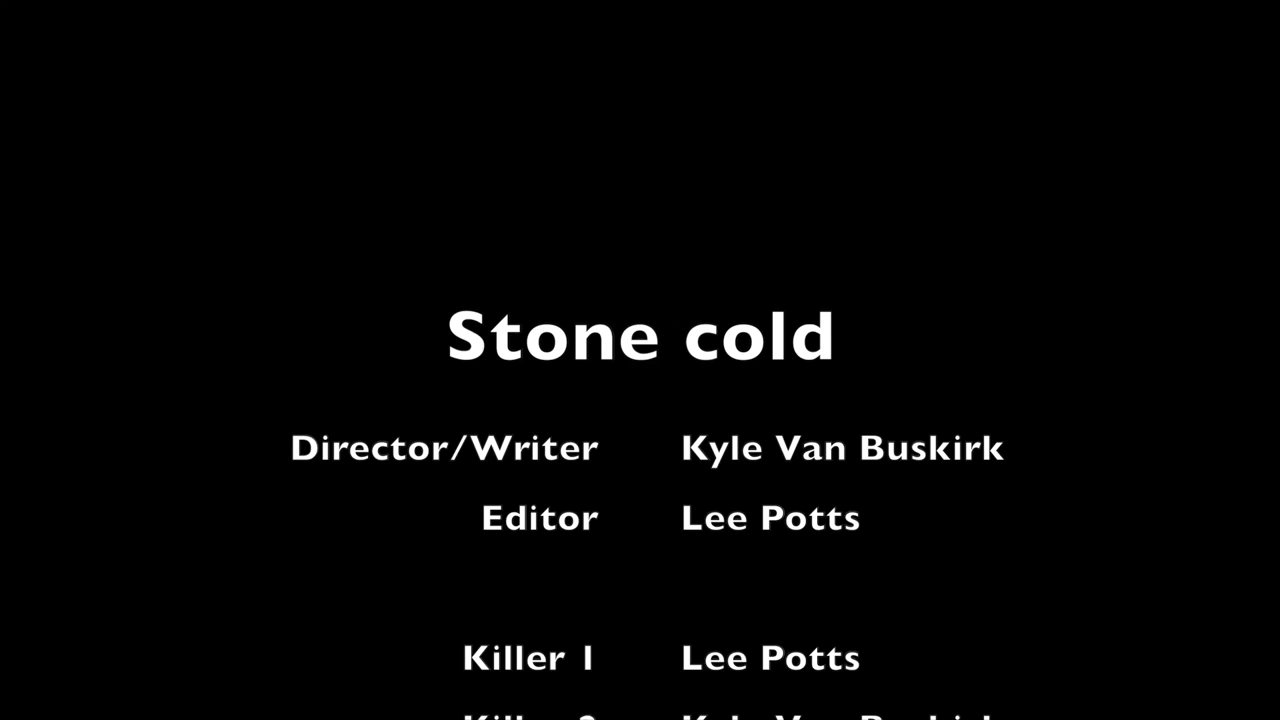 Stone cold
Director/Writer Kyle Van Buskirk
Editor Lee Potts
Killer 1 Lee Potts